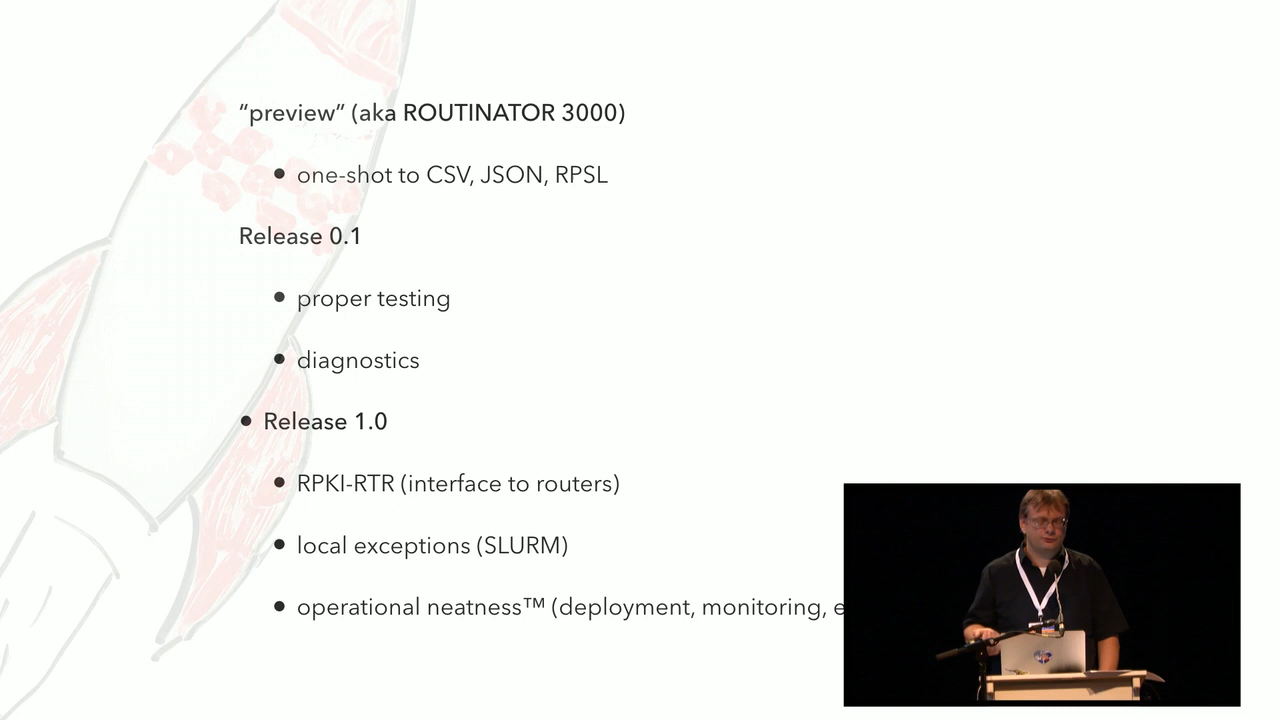 “preview” (aka ROUTINATOR 3000)
• one-shot to CSV, JSON, RPSL
Release 0.1
• proper testing
• diagnostics
• Release 1.0
• RPKI-RTR (interface to routers)
• local exceptions (SLURM)
• operational neatness™ (deployment, monitoring,